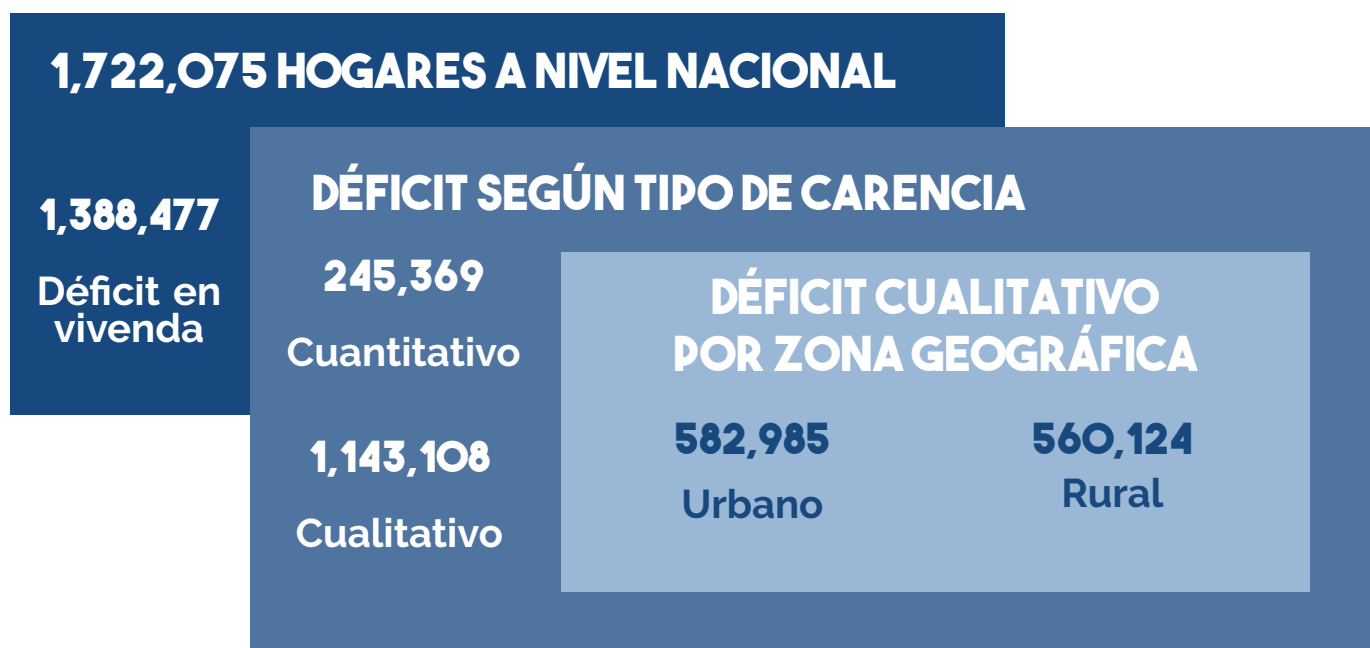 1,722,075 HOGARES A NIVEL NACIONAL
1,388,477
Déficit en
vivenda
DÉFICIT SEGÚN TIPO DE CARENCIA
245,369
Cuantitativo
1,143,108
Cualitativo
DÉFICIT CUALITATIVO
POR ZONA GEOGRÁFICA
582,985
Urbano
560,124
Rural